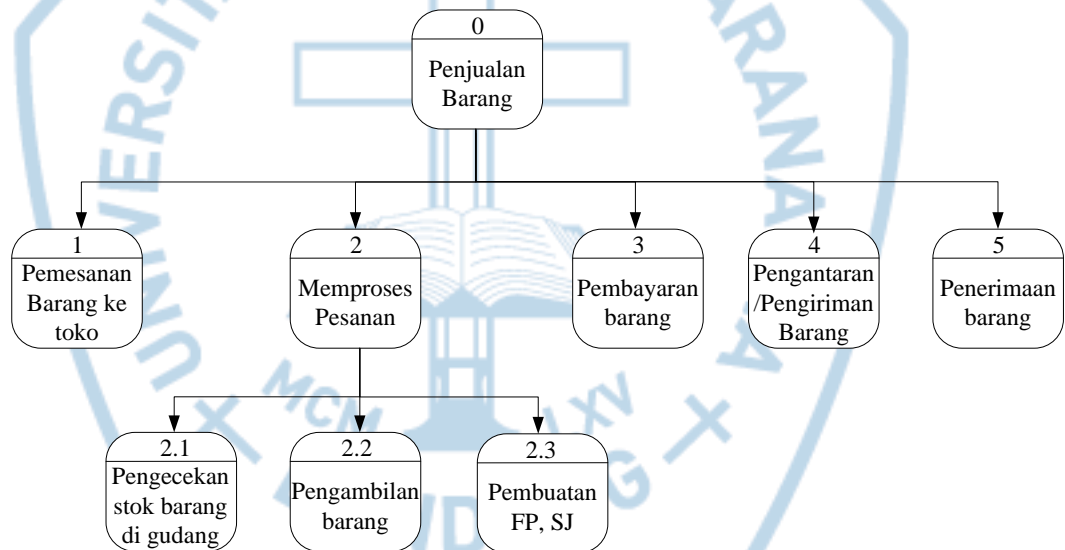 0
Penjualan
Barang
1
Pemesanan
Barang ke
toko
2
Memproses
Pesanan
3
Pembayaran
barang
4
Pengantaran
/Pengiriman
Barang
5
Penerimaan
barang
2.1
Pengecekan
stok barang
di gudang
2.2
Pengambilan
barang
2.3
Pembuatan
FP, SJ